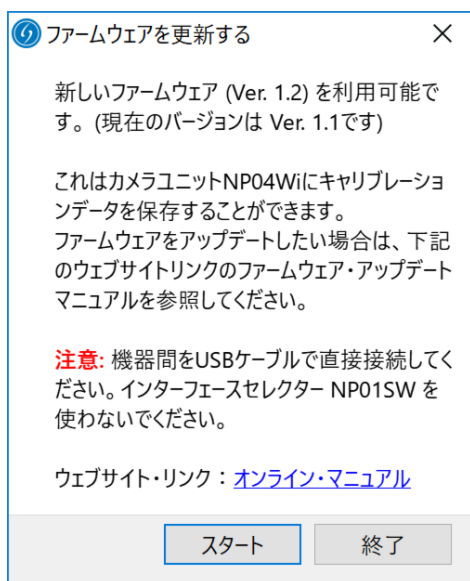 ファームウェアを更新する
新しいファームウェア (Ver. 1.2) を利用可能で
す。(現在のバージョンは Ver. 1.1です)
これはカメラユニットNP04Wiにキャリブレーショ
ンデータを保存することができます。
ファームウェアをアップデートしたい場合は、下記
のウェブサイトリンクのファームウェア・アップデート
マニュアルを参照してください。
注意: 機器間をUSBケーブルで直接接続してく
ださい。インターフェースセレクター NP01SW を
使わないでください。
ウェブサイト・リンク : オンライン・マニュアル
スタート
終了